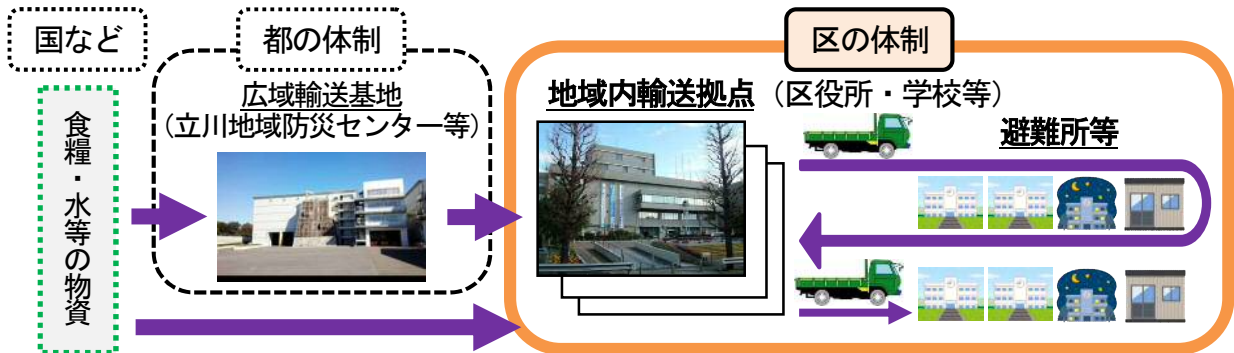 国など
都の体制
区の体制
食糧・水等の物資
広域輸送基地
(立川地域防災センター等)
地域内輸送拠点(区役所・学校等)
避難所等